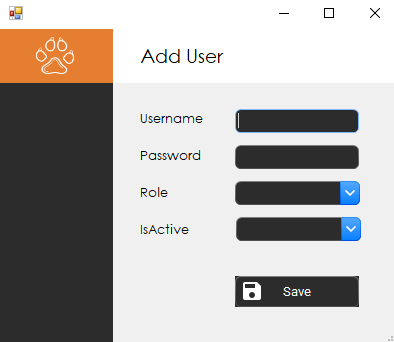 Add User
Username
Password
Role
IsActive
Save